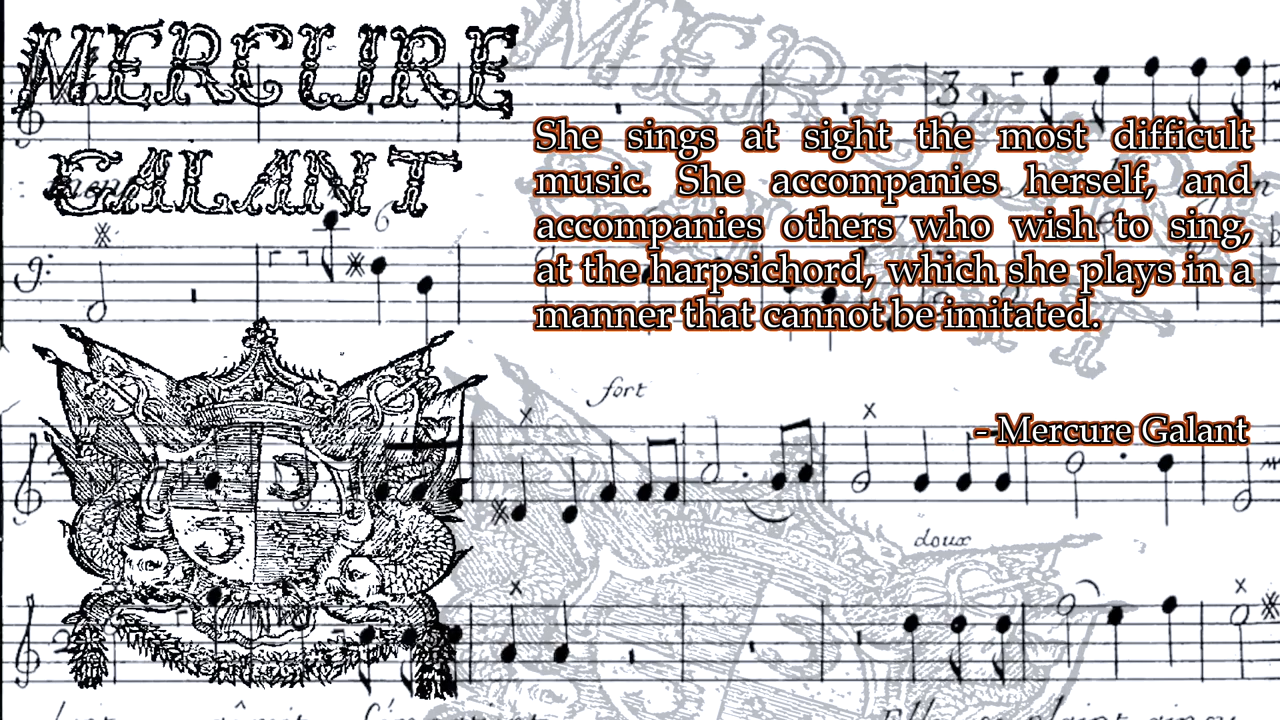 MERCURE
GALANT
She sings at sight the most difficult
music. She accompanies herself, and
accompanies others who wish to sing,
at the harpsichord, which she plays in a
manner that cannot be imitated.
6
fort
- Mercure Galant
doux